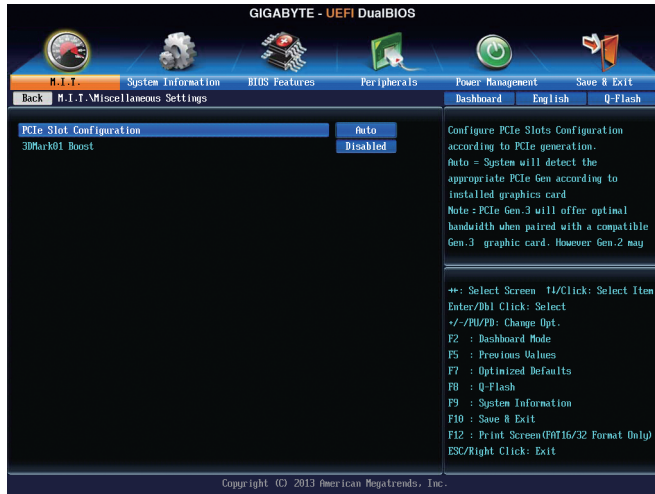 GIGABYTE - UEFI DualBIOS
M.I.T. System Information BIOS Features Peripherals Power Management Save & Exit
Back M.I.T.\Miscellaneous Settings Dashboard English Q-Flash
PCIe Slot Configuration Auto
3DMark01 Boost Disabled
Configure PCIe Slots Configuration
according to PCIe generation.
Auto = System will detect the
appropriate PCIe Gen according to
installed graphics card
Note : PCIe Gen.3 will offer optimal
bandwidth when paired with a compatible
Gen.3 graphic card. However Gen.2 may
→←: Select Screen ↑↓/Click: Select Item
Enter/Dbl Click: Select
+/-/PU/PD: Change Opt.
F2 : Dashboard Mode
F5 : Previous Values
F7 : Optimized Defaults
F8 : Q-Flash
F9 : System Information
F10 : Save & Exit
F12 : Print Screen(FAT16/32 Format Only)
ESC/Right Click: Exit
Copyright (C) 2013 American Megatrends, Inc.